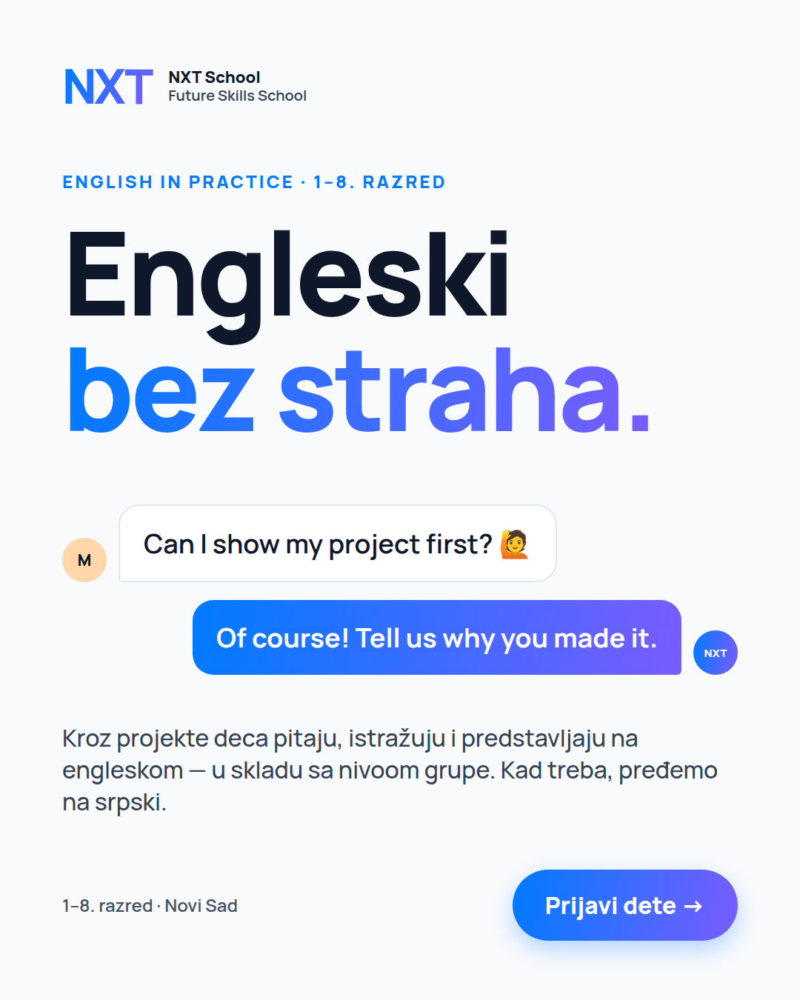 NXT
NXT School
Future Skills School
ENGLISH IN PRACTICE · 1–8. RAZRED
Engleski
bez straha.
Can I show my project first? 🙋
M
Of course! Tell us why you made it.
NXT
Kroz projekte deca pitaju, istražuju i predstavljaju na
engleskom — u skladu sa nivoom grupe. Kad treba, pređemo
na srpski.
1–8. razred · Novi Sad
Prijavi dete →